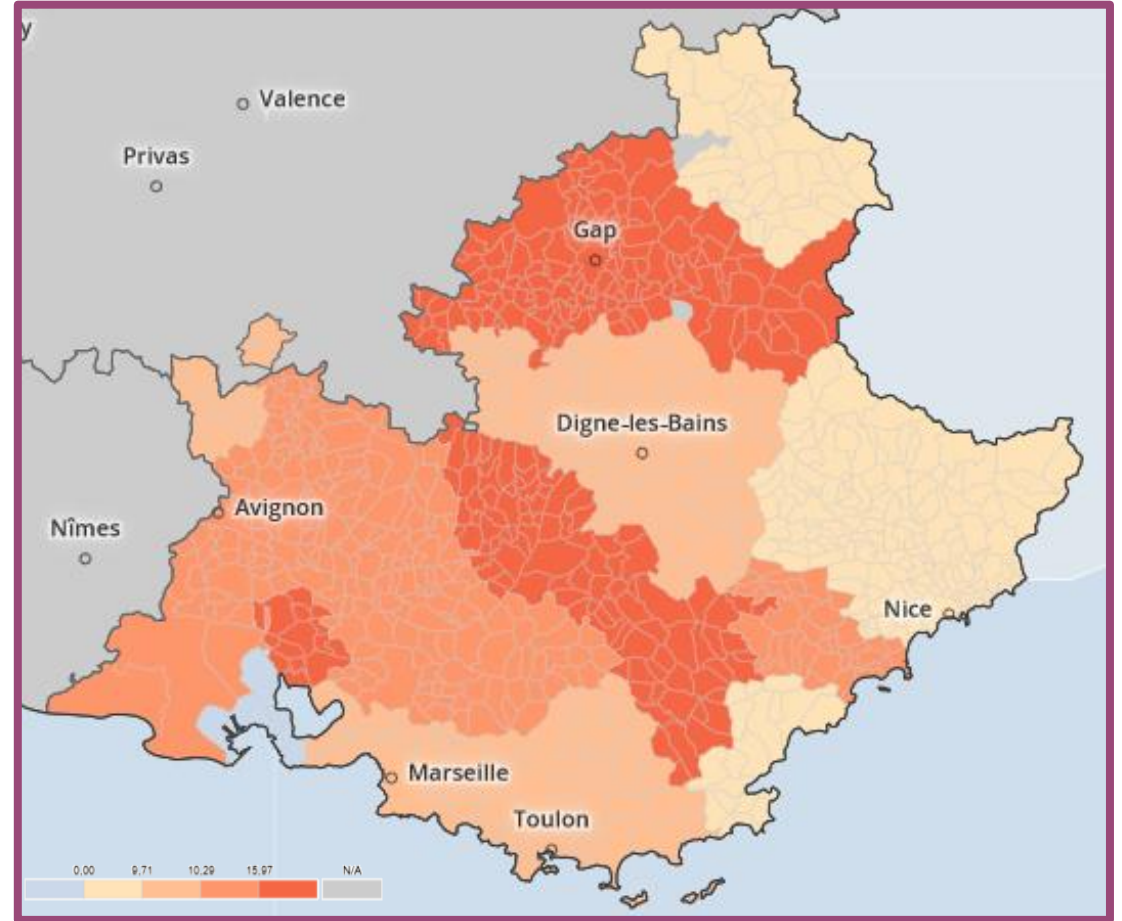 y
Valence
Privas
Gap
Digne-les-Bains
Avignon
Nîmes
Nice
Marseille
Toulon
0,00 9,71 10,29 15,97 N/A